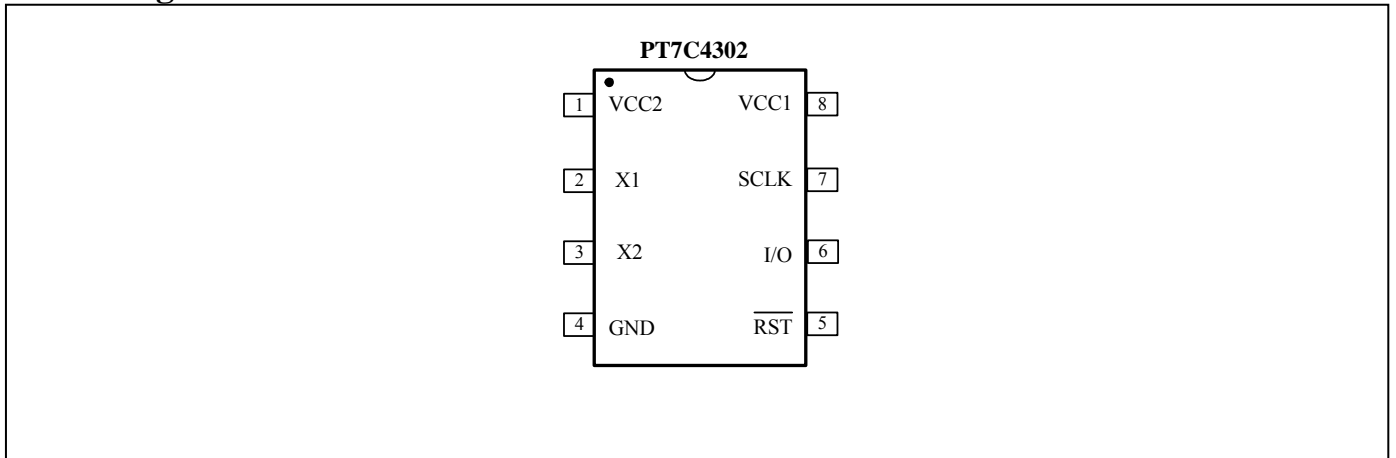 PT7C4302
1 VCC2 VCC1 8
2 X1 SCLK 7
3 X2 I/O 6
4 GND RST 5